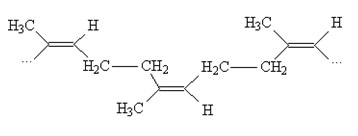 H₃C H H₃C H
... H₂C CH₂ H₂C CH₂ ...
H₃C H